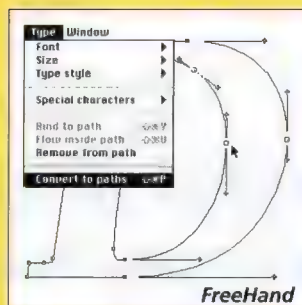 Type Window
Font
Size
Type style
Special characters
Bind to path
Flow inside path
Remove from path
Convert to paths
FreeHand